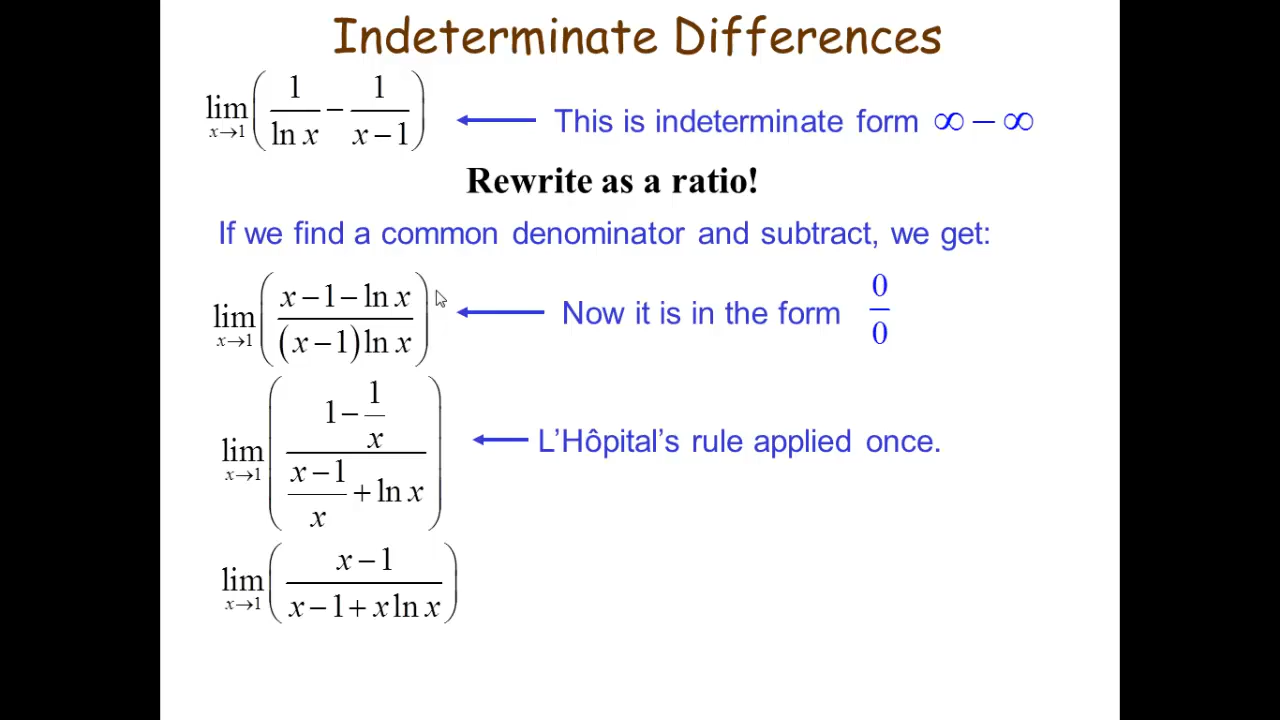 Indeterminate Differences
lim x→1 ( 1/ln x − 1/(x − 1) ) This is indeterminate form ∞ − ∞
Rewrite as a ratio!
If we find a common denominator and subtract, we get:
lim x→1 ( (x − 1 − ln x)/((x − 1) ln x) ) Now it is in the form 0/0
lim x→1 ( (1 − 1/x)/((x − 1)/x + ln x) ) L’Hôpital’s rule applied once.
lim x→1 ( (x − 1)/(x − 1 + x ln x) )